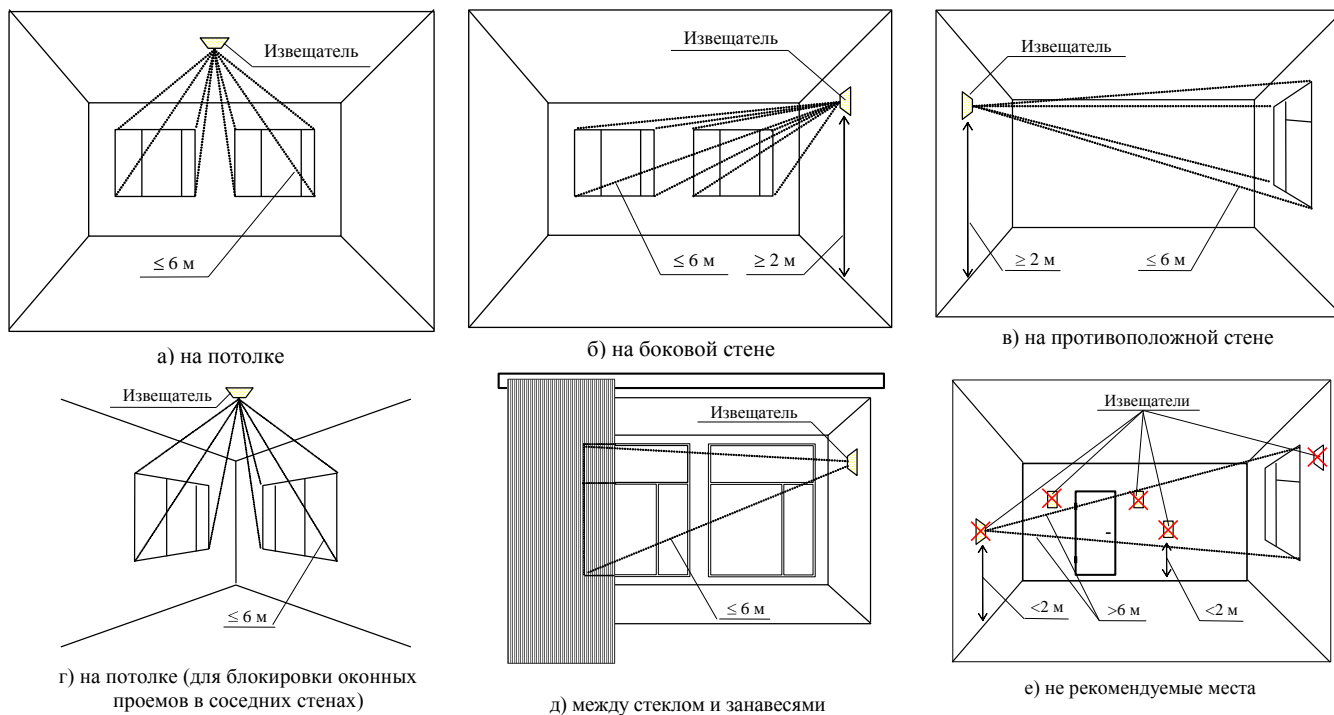 Извещатель
≤ 6 м
а) на потолке
Извещатель
≤ 6 м
≥ 2 м
б) на боковой стене
Извещатель
≥ 2 м
≤ 6 м
в) на противоположной стене
Извещатель
≤ 6 м
г) на потолке (для блокировки оконных
проемов в соседних стенах)
Извещатель
≤ 6 м
д) между стеклом и занавесями
Извещатели
<2 м
>6 м
<2 м
е) не рекомендуемые места